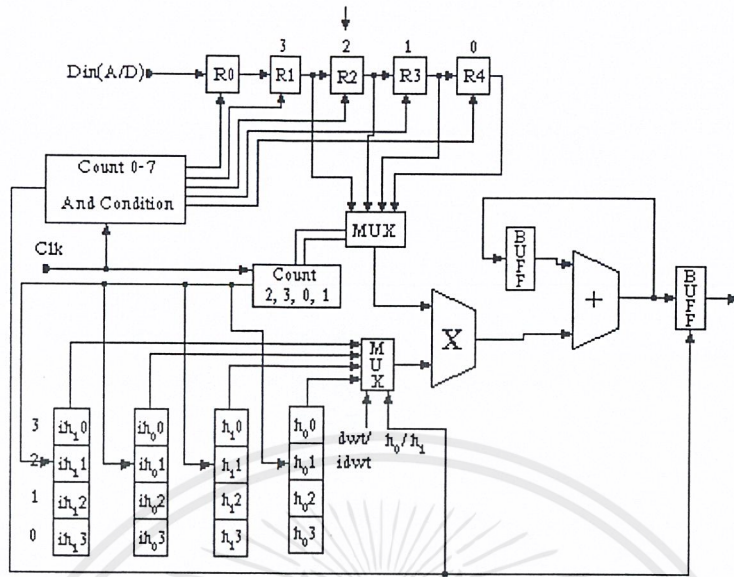 3 2 1 0
Din(A/D) R0 R1 R2 R3 R4
Count 0-7
And Condition
MUX
Clk
Count
2, 3, 0, 1
BUFF
+
BUFF
X
MUX
dwt/
idwt
h₀/h₁
3 ih₁0 ih₀0 h₁0 h₀0
2 ih₁1 ih₀1 h₁1 h₀1
1 ih₁2 ih₀2 h₁2 h₀2
0 ih₁3 ih₀3 h₁3 h₀3